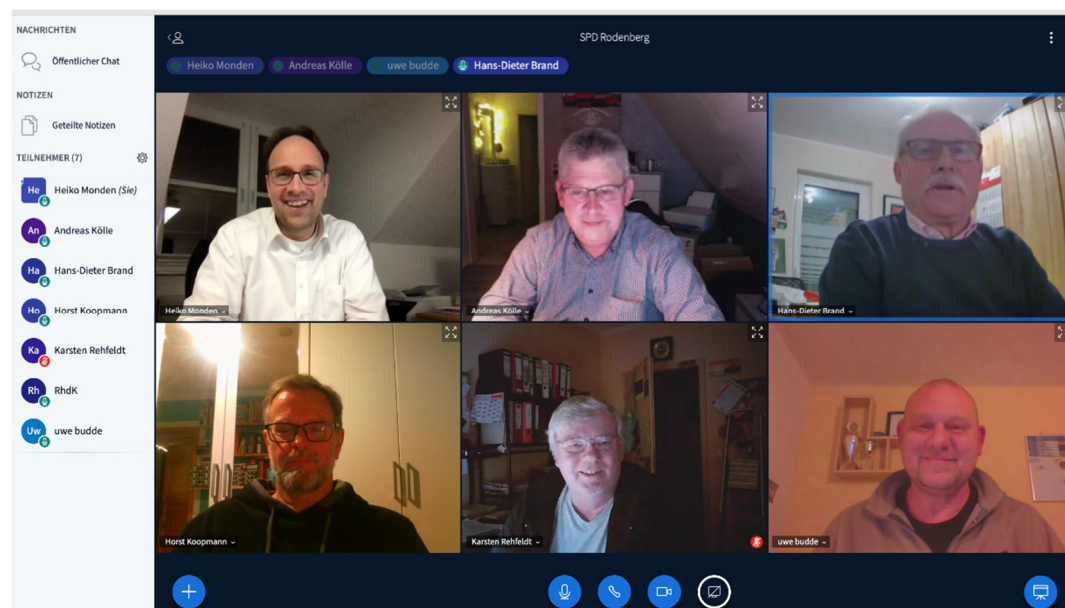 NACHRICHTEN
Öffentlicher Chat
NOTIZEN
Geteilte Notizen
TEILNEHMER (7)
He Heiko Monden (Sie)
An Andreas Kölle
Ha Hans-Dieter Brand
Ho Horst Koopmann
Ka Karsten Rehfeldt
Rh RhdK
Uw uwe budde
SPD Rodenberg
Heiko Monden Andreas Kölle uwe budde Hans-Dieter Brand
Heiko Monden
Andreas Kölle
Hans-Dieter Brand
Horst Koopmann
Karsten Rehfeldt
uwe budde